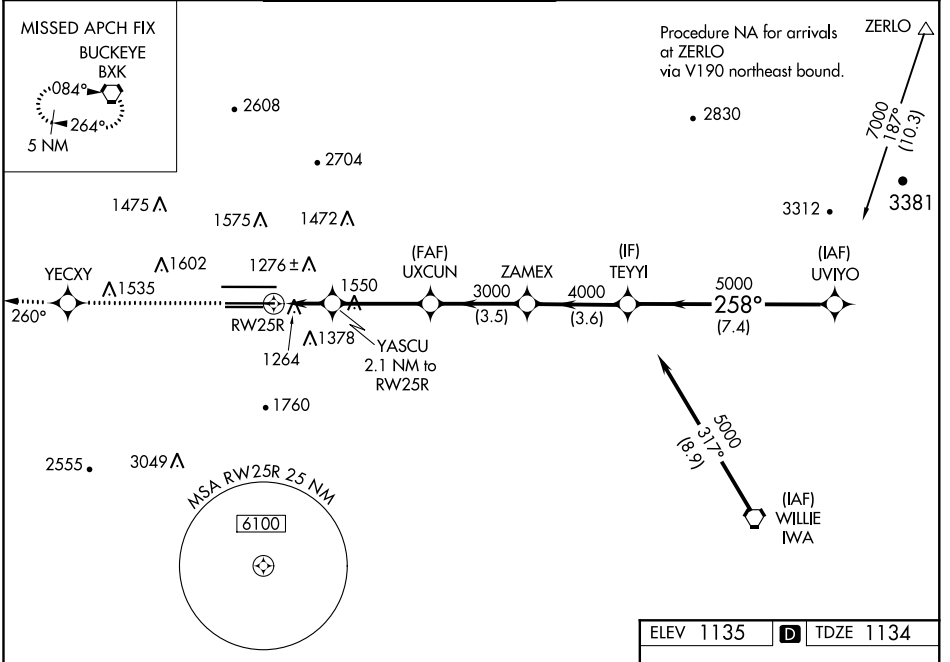 MISSED APCH FIX
BUCKEYE
BXK
084°
264°
5 NM
Procedure NA for arrivals
at ZERLO
via V190 northeast bound.
ZERLO
7000
187°
(10.3)
2608
2830
2704
3381
3312
1475
1575
1472
1602
1276±
1535
1550
YECXY
260°
RW25R
1264
1378
YASCU
2.1 NM to
RW25R
(FAF)
UXCUN
3000
(3.5)
ZAMEX
4000
(3.6)
(IF)
TEYYI
5000
258°
(7.4)
(IAF)
UVIYO
1760
2555
3049
5000
317°
(8.9)
(IAF)
WILLIE
IWA
MSA RW25R 25 NM
6100
ELEV 1135 D TDZE 1134